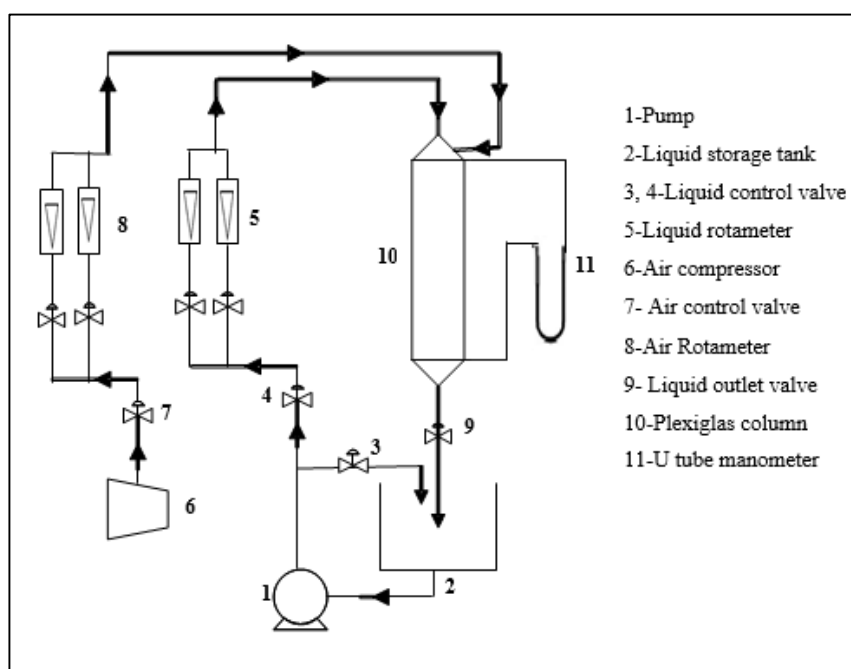 1-Pump
2-Liquid storage tank
3, 4-Liquid control valve
5-Liquid rotameter
6-Air compressor
7- Air control valve
8-Air Rotameter
9- Liquid outlet valve
10-Plexiglas column
11-U tube manometer
8
5
10
11
7
4
9
3
6
1
2